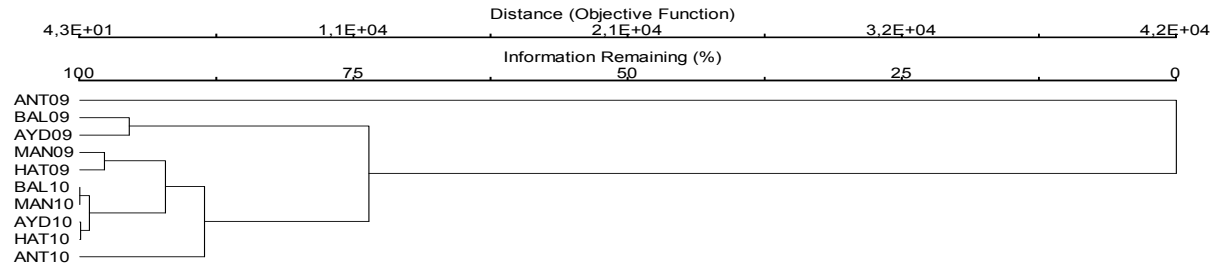 Distance (Objective Function)
4,3E+01 1,1E+04 2,1E+04 3,2E+04 4,2E+04
Information Remaining (%)
100 75 50 25 0
ANT09
BAL09
AYD09
MAN09
HAT09
BAL10
MAN10
AYD10
HAT10
ANT10